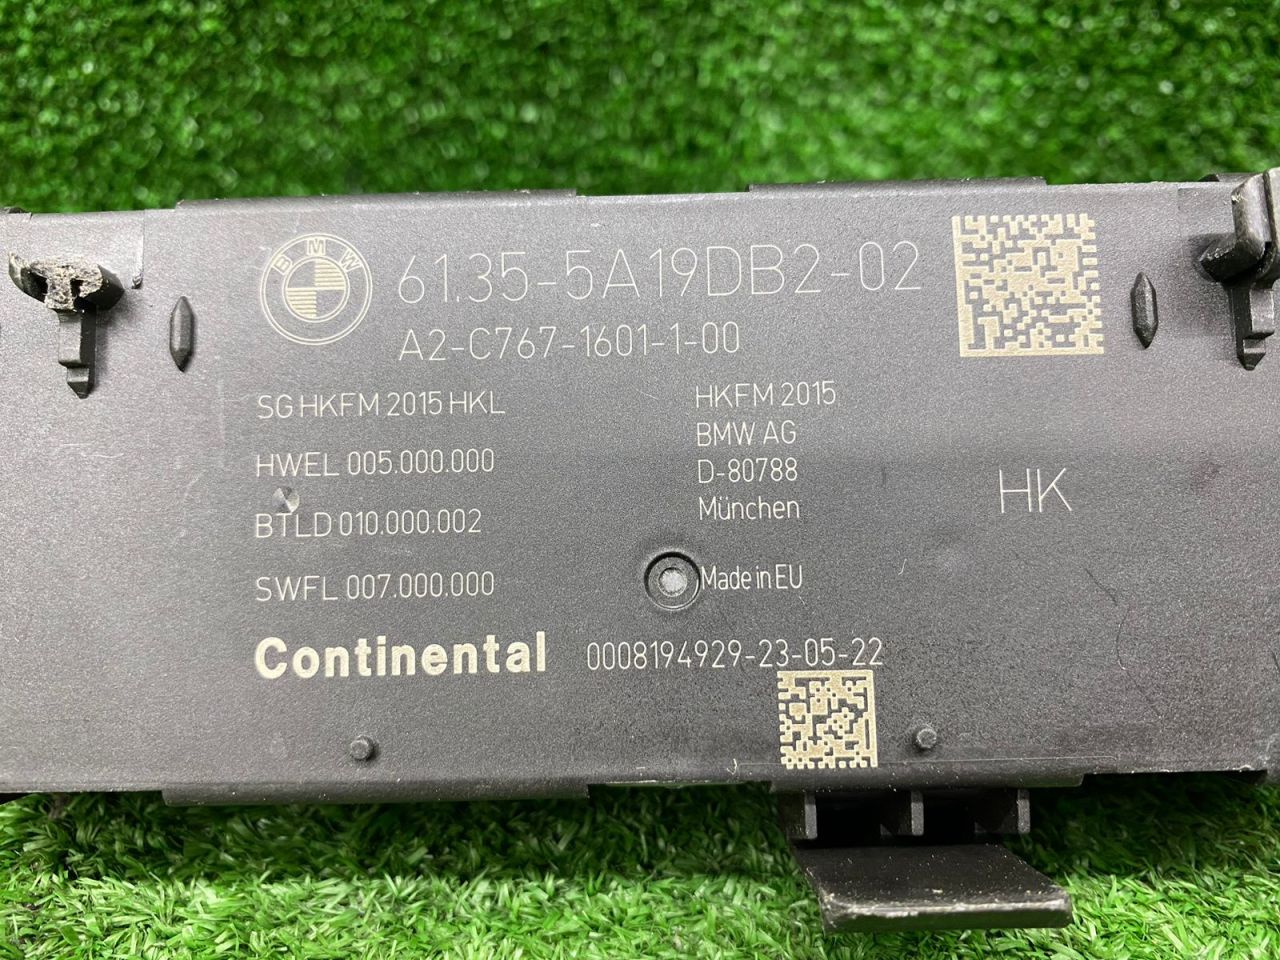 BMW
61.35-5A19DB2-02
A2-C767-1601-1-00
SG HKFM 2015 HKL
HWEL 005.000.000
BTLD 010.000.002
SWFL 007.000.000
HKFM 2015
BMW AG
D-80788
München
Made in EU
HK
Continental
0008194929-23-05-22